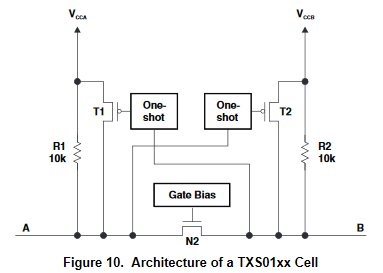 VCCA
VCCB
One-
shot
One-
shot
T1
T2
R1
10k
R2
10k
Gate Bias
A
B
N2
Figure 10. Architecture of a TXS01xx Cell